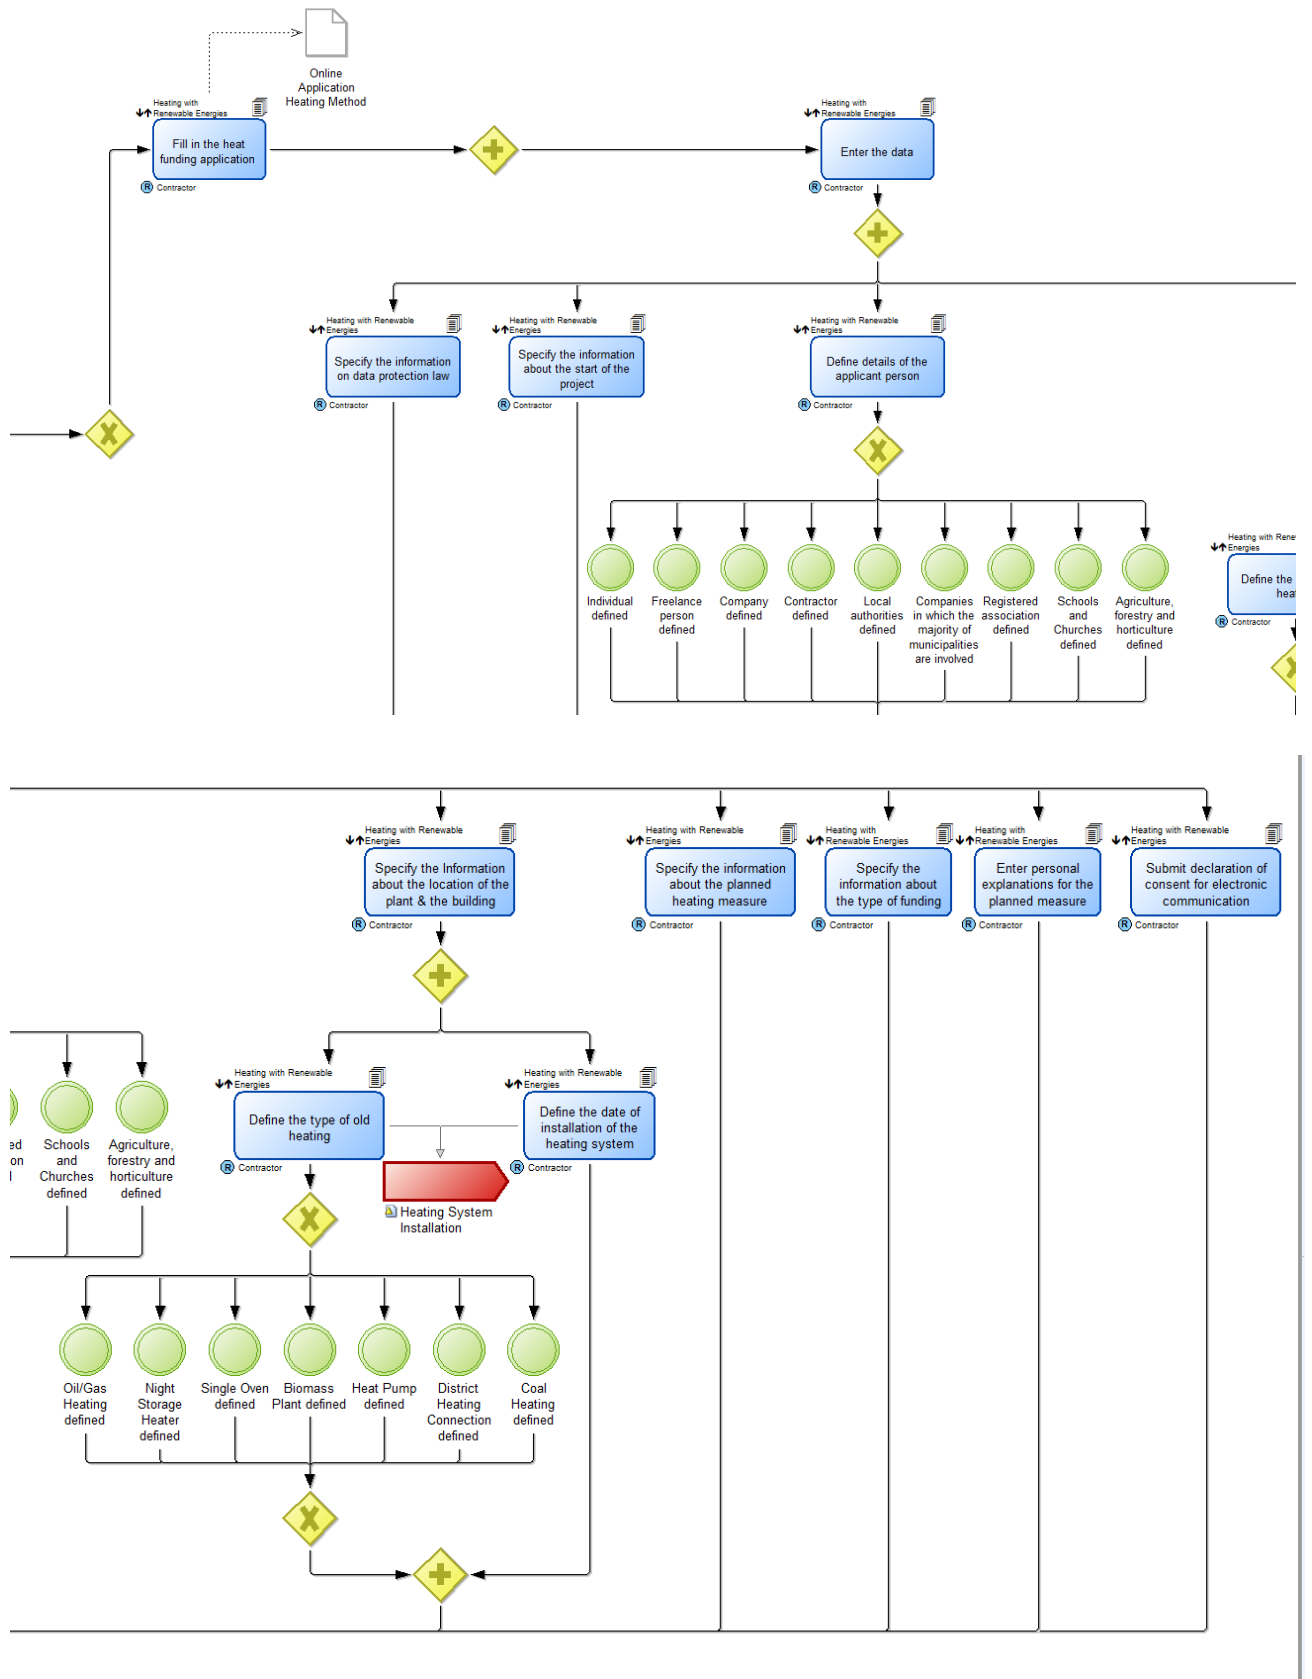 Online
Application
Heating Method
Heating with
Renewable Energies
Fill in the heat
funding application
R Contractor
Heating with
Renewable Energies
Enter the data
R Contractor
Heating with Renewable
Energies
Specify the information
on data protection law
R Contractor
Heating with Renewable
Energies
Specify the information
about the start of the
project
R Contractor
Heating with Renewable
Energies
Define details of the
applicant person
R Contractor
Individual
defined
Freelance
person
defined
Company
defined
Contractor
defined
Local
authorities
defined
Companies
in which the
majority of
municipalities
are involved
Registered
association
defined
Schools
and
Churches
defined
Agriculture,
forestry and
horticulture
defined
Heating with Rene
Energies
Define the
heat
R Contractor
Heating with Renewable
Energies
Specify the Information
about the location of the
plant & the building
R Contractor
Heating with Renewable
Energies
Specify the information
about the planned
heating measure
R Contractor
Heating with
Renewable Energies
Specify the
information about
the type of funding
R Contractor
Heating with
Renewable Energies
Enter personal
explanations for the
planned measure
R Contractor
Heating with Renewable
Energies
Submit declaration of
consent for electronic
communication
R Contractor
ed
on
Schools
and
Churches
defined
Agriculture,
forestry and
horticulture
defined
Heating with Renewable
Energies
Define the type of old
heating
R Contractor
Heating with Renewable
Energies
Define the date of
installation of the
heating system
R Contractor
Heating System
Installation
Oil/Gas
Heating
defined
Night
Storage
Heater
defined
Single Oven
defined
Biomass
Plant defined
Heat Pump
defined
District
Heating
Connection
defined
Coal
Heating
defined